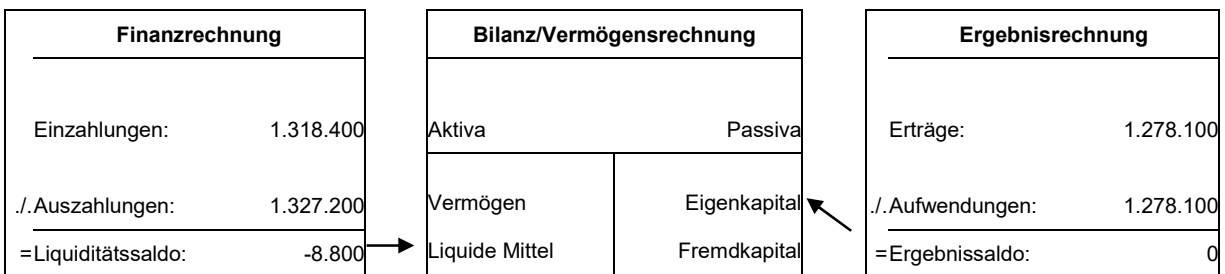 Finanzrechnung
Einzahlungen: 1.318.400
./.Auszahlungen: 1.327.200
=Liquiditätssaldo: -8.800
Bilanz/Vermögensrechnung
Aktiva Passiva
Vermögen Eigenkapital
Liquide Mittel Fremdkapital
Ergebnisrechnung
Erträge: 1.278.100
./.Aufwendungen: 1.278.100
=Ergebnissaldo: 0